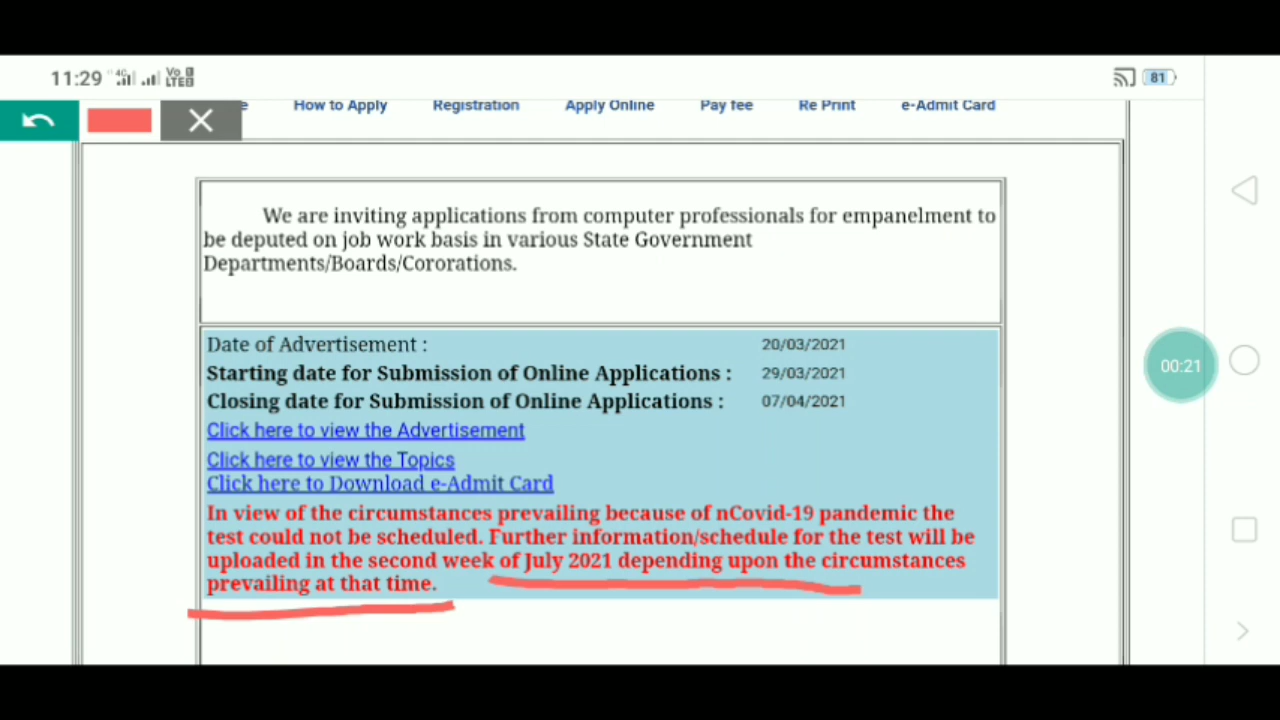 11:29 4G Vo LTE 81
e How to Apply Registration Apply Online Pay fee Re Print e-Admit Card
We are inviting applications from computer professionals for empanelment to
be deputed on job work basis in various State Government
Departments/Boards/Cororations.
Date of Advertisement : 20/03/2021
Starting date for Submission of Online Applications : 29/03/2021
Closing date for Submission of Online Applications : 07/04/2021
00:21
Click here to view the Advertisement
Click here to view the Topics
Click here to Download e-Admit Card
In view of the circumstances prevailing because of nCovid-19 pandemic the
test could not be scheduled. Further information/schedule for the test will be
uploaded in the second week of July 2021 depending upon the circumstances
prevailing at that time.